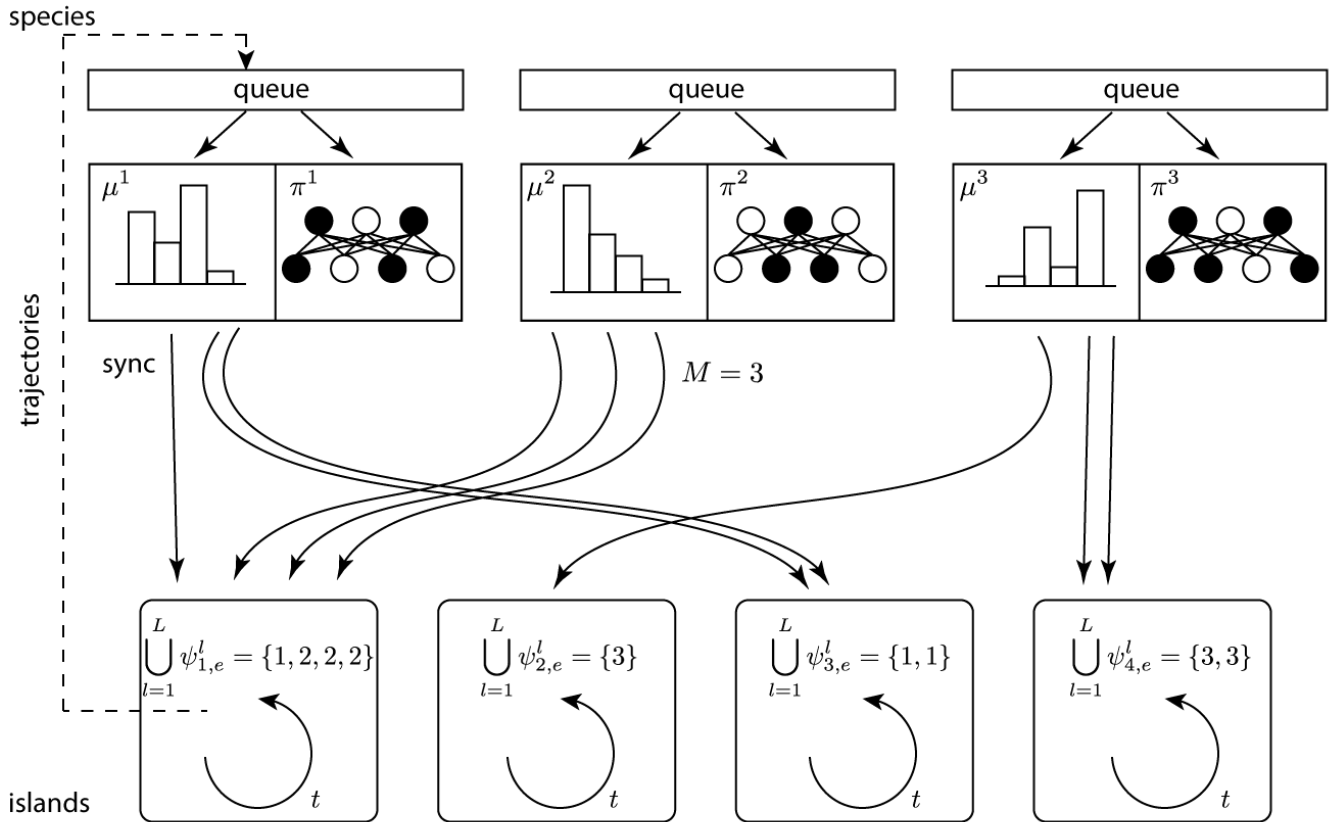 species
queue queue queue
μ¹ π¹ μ² π² μ³ π³
trajectories
sync
M = 3
⋃_{l=1}^{L} ψ^l_{1,e} = {1, 2, 2, 2}
⋃_{l=1}^{L} ψ^l_{2,e} = {3}
⋃_{l=1}^{L} ψ^l_{3,e} = {1, 1}
⋃_{l=1}^{L} ψ^l_{4,e} = {3, 3}
t t t t
islands